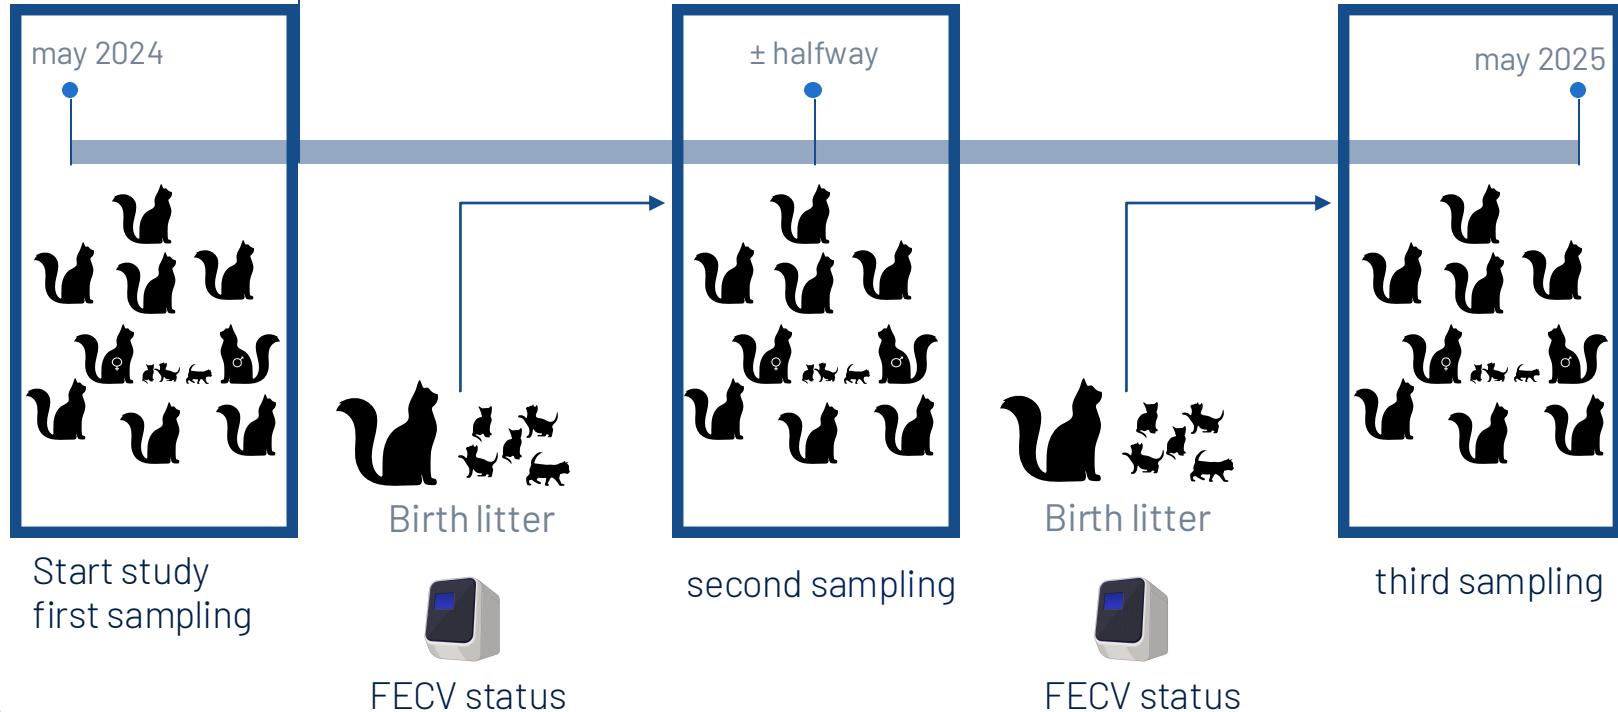 may 2024
± halfway
may 2025
Birth litter
Birth litter
Start study
first sampling
second sampling
third sampling
FECV status
FECV status